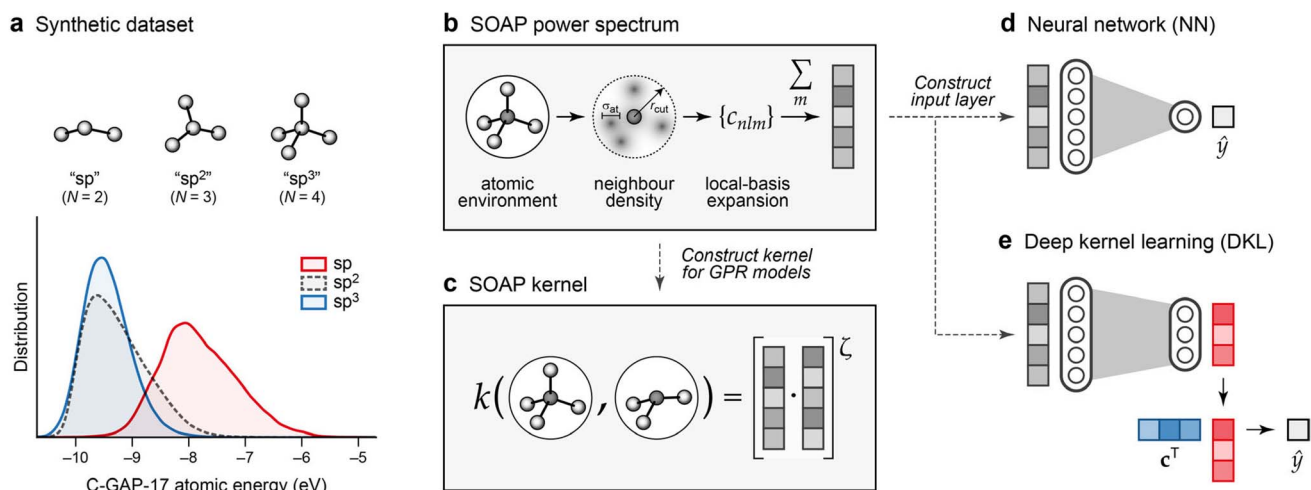 a Synthetic dataset
"sp"
(N = 2)
"sp²"
(N = 3)
"sp³"
(N = 4)
Distribution
sp
sp²
sp³
−10
−9
−8
−7
−6
−5
C-GAP-17 atomic energy (eV)
b SOAP power spectrum
σat
rcut
{cnlm}
∑
m
atomic
environment
neighbour
density
local-basis
expansion
Construct kernel
for GPR models
c SOAP kernel
k( , ) = [ · ]ζ
Construct
input layer
d Neural network (NN)
ŷ
e Deep kernel learning (DKL)
cT
ŷ